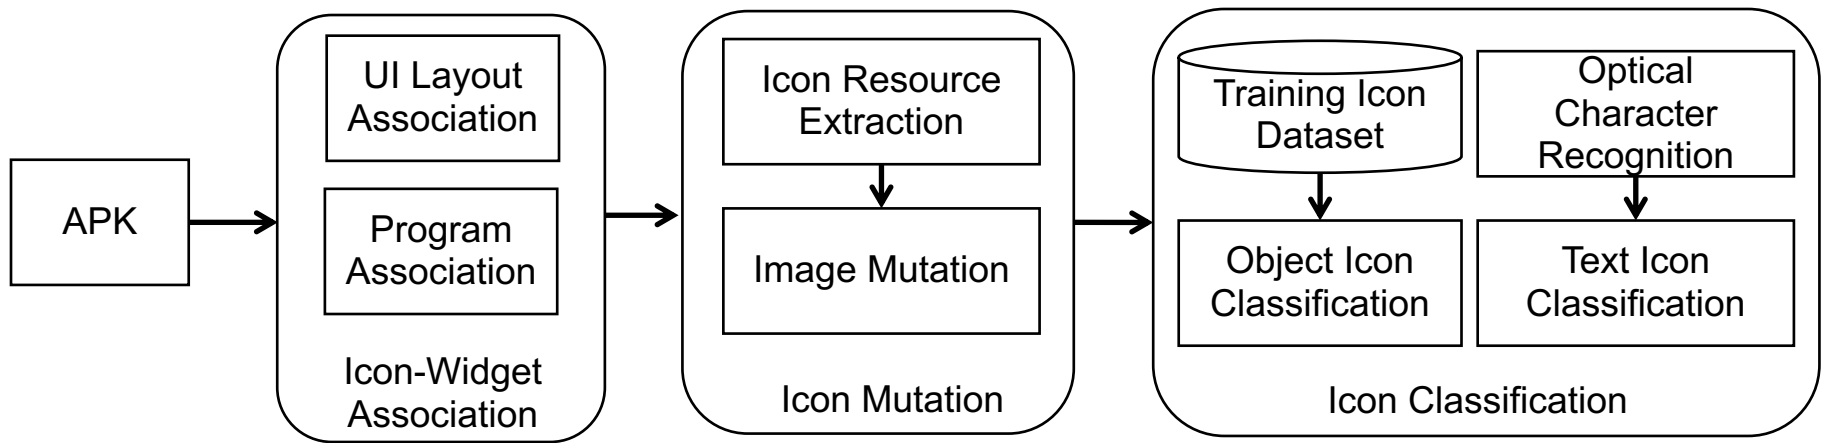 APK
UI Layout
Association
Program
Association
Icon-Widget
Association
Icon Resource
Extraction
Image Mutation
Icon Mutation
Training Icon
Dataset
Object Icon
Classification
Optical
Character
Recognition
Text Icon
Classification
Icon Classification